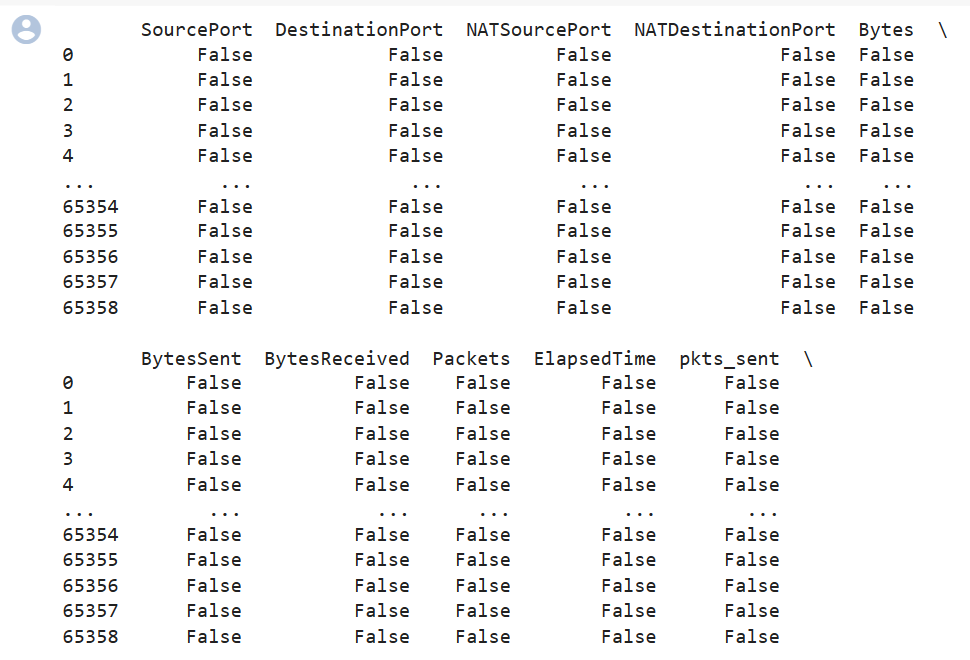 SourcePort DestinationPort NATSourcePort NATDestinationPort Bytes \
0 False False False False False
1 False False False False False
2 False False False False False
3 False False False False False
4 False False False False False
... ... ... ... ... ...
65354 False False False False False
65355 False False False False False
65356 False False False False False
65357 False False False False False
65358 False False False False False
BytesSent BytesReceived Packets ElapsedTime pkts_sent \
0 False False False False False
1 False False False False False
2 False False False False False
3 False False False False False
4 False False False False False
... ... ... ... ... ...
65354 False False False False False
65355 False False False False False
65356 False False False False False
65357 False False False False False
65358 False False False False False